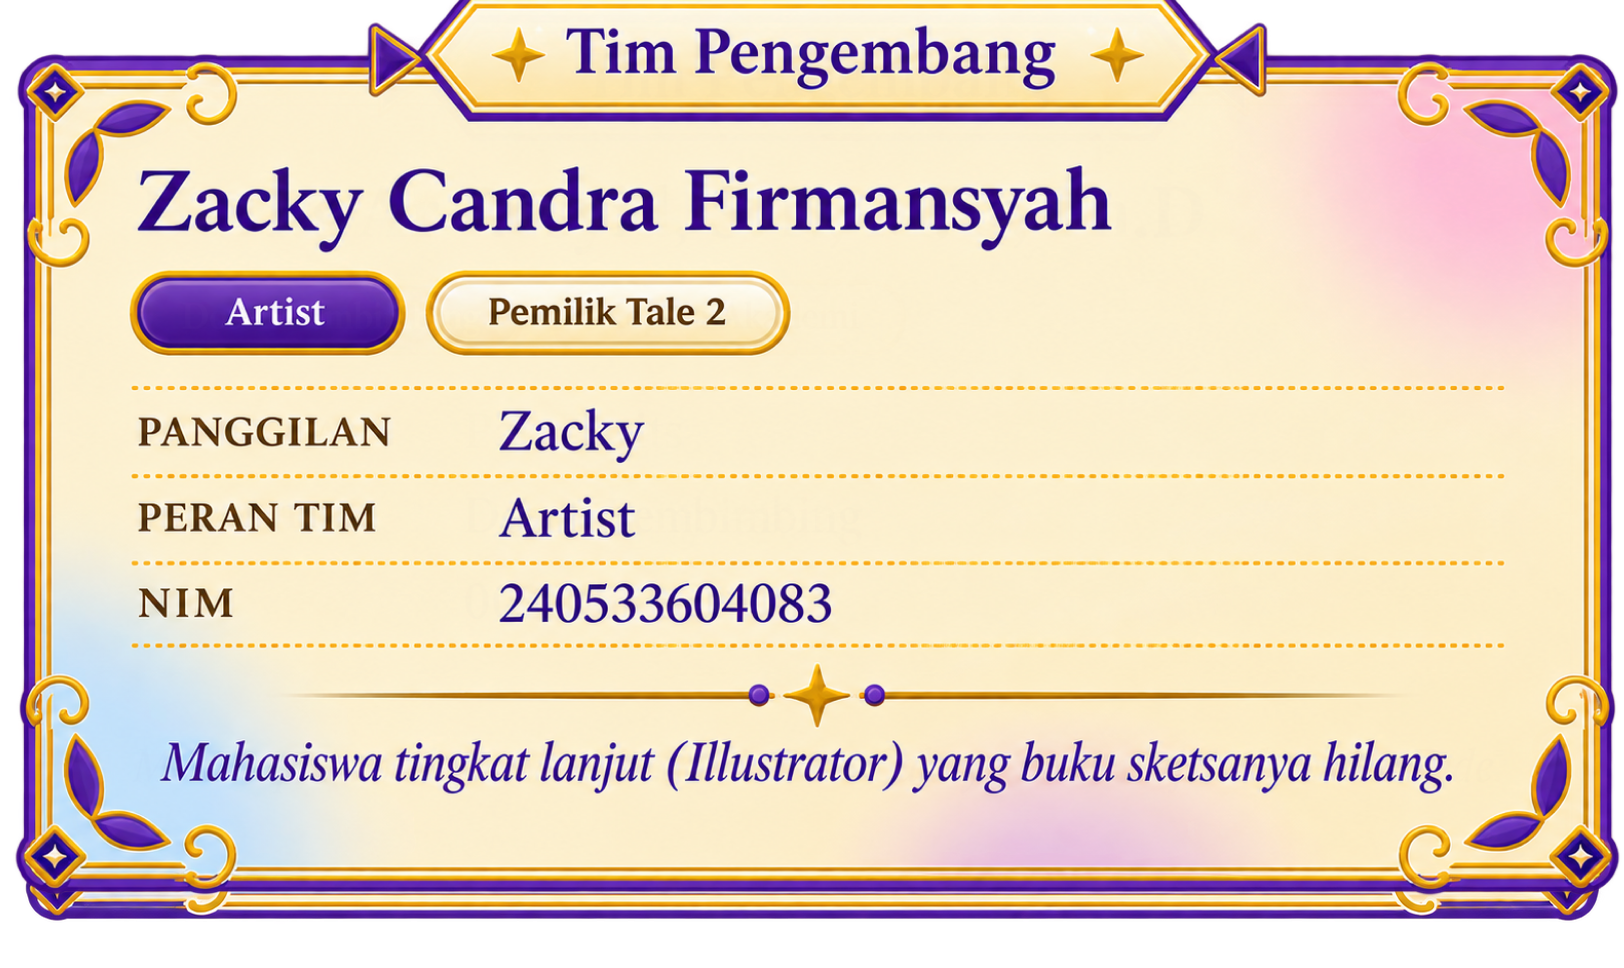 Tim Pengembang
Zacky Candra Firmansyah
Artist
Pemilik Tale 2
PANGGILAN Zacky
PERAN TIM Artist
NIM 240533604083
Mahasiswa tingkat lanjut (Illustrator) yang buku sketsanya hilang.